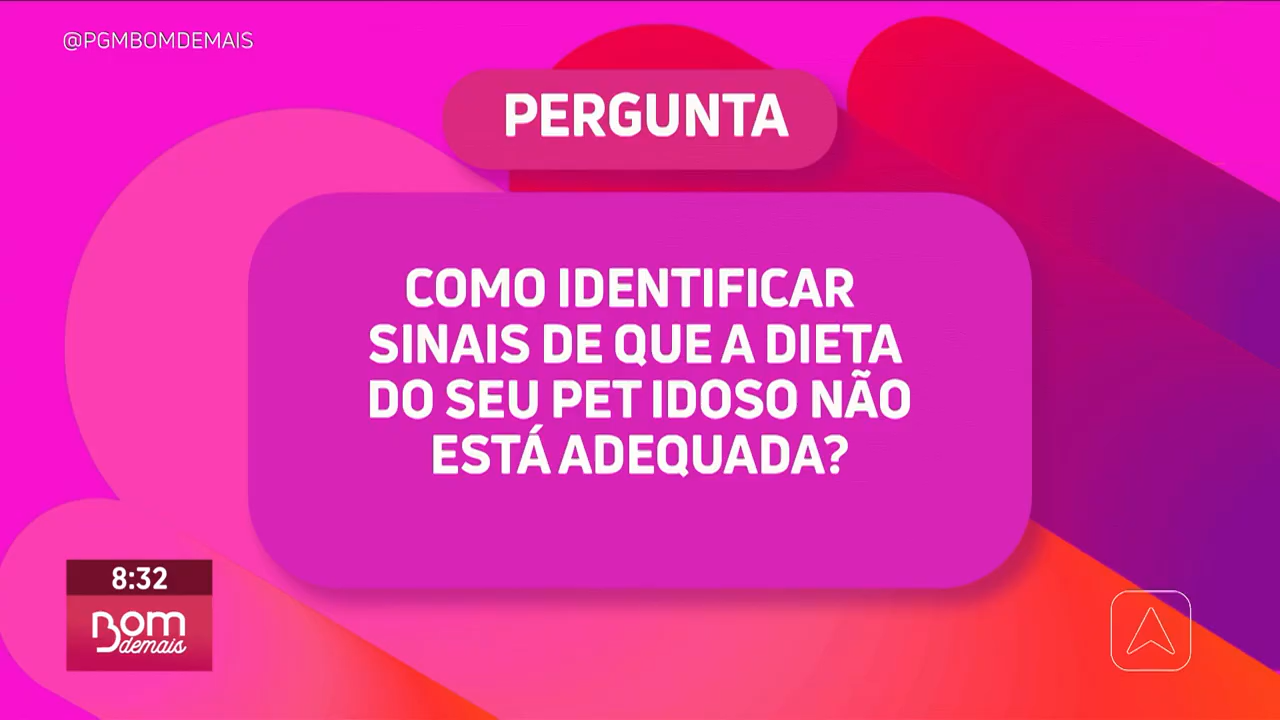 @PGMBOMDEMAIS
PERGUNTA
COMO IDENTIFICAR
SINAIS DE QUE A DIETA
DO SEU PET IDOSO NÃO
ESTÁ ADEQUADA?
8:32
Bom
demais